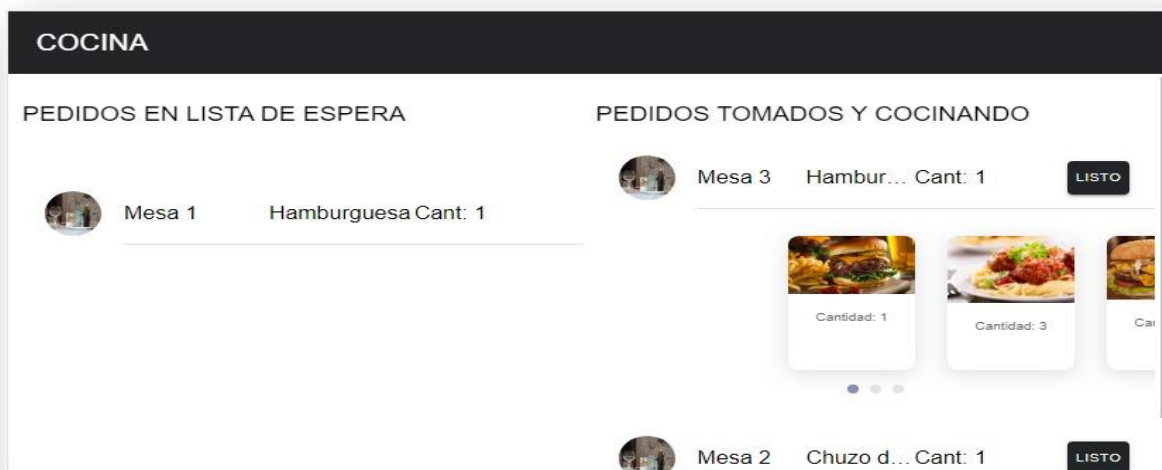 COCINA
PEDIDOS EN LISTA DE ESPERA
Mesa 1 Hamburguesa Cant: 1
PEDIDOS TOMADOS Y COCINANDO
Mesa 3 Hambur... Cant: 1 LISTO
Cantidad: 1 Cantidad: 3
Mesa 2 Chuzo d... Cant: 1 LISTO